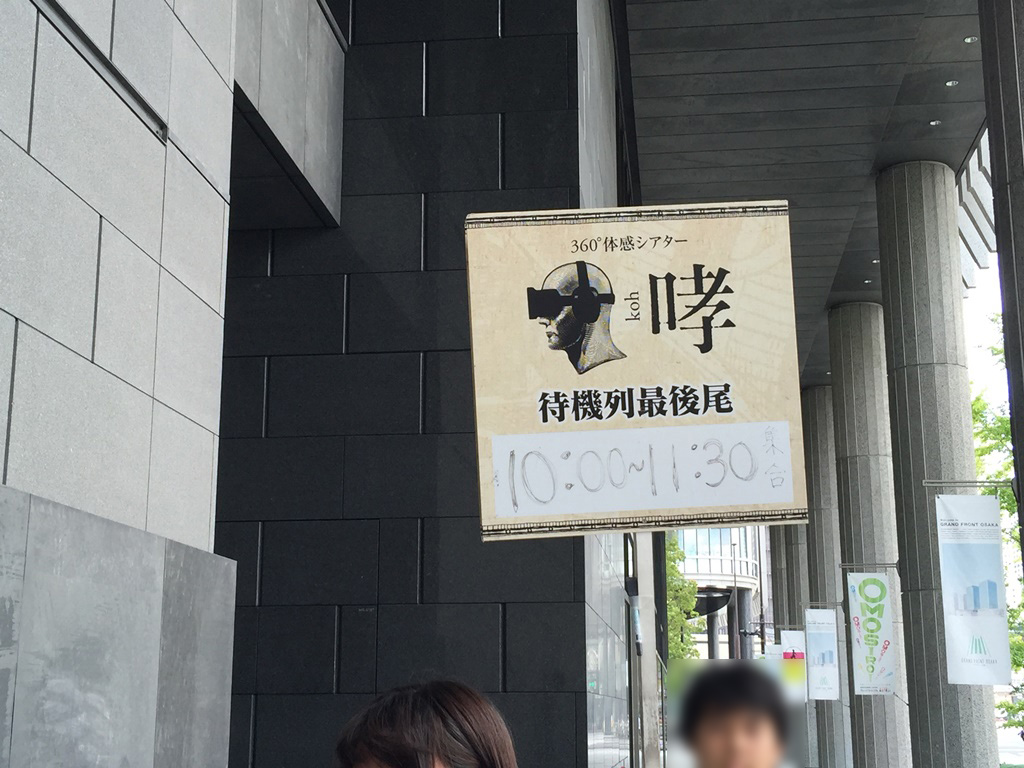 360°体感シアター
koh
哮
待機列最後尾
10:00~11:30
集合
GRAND FRONT OSAKA
OMOSIRO